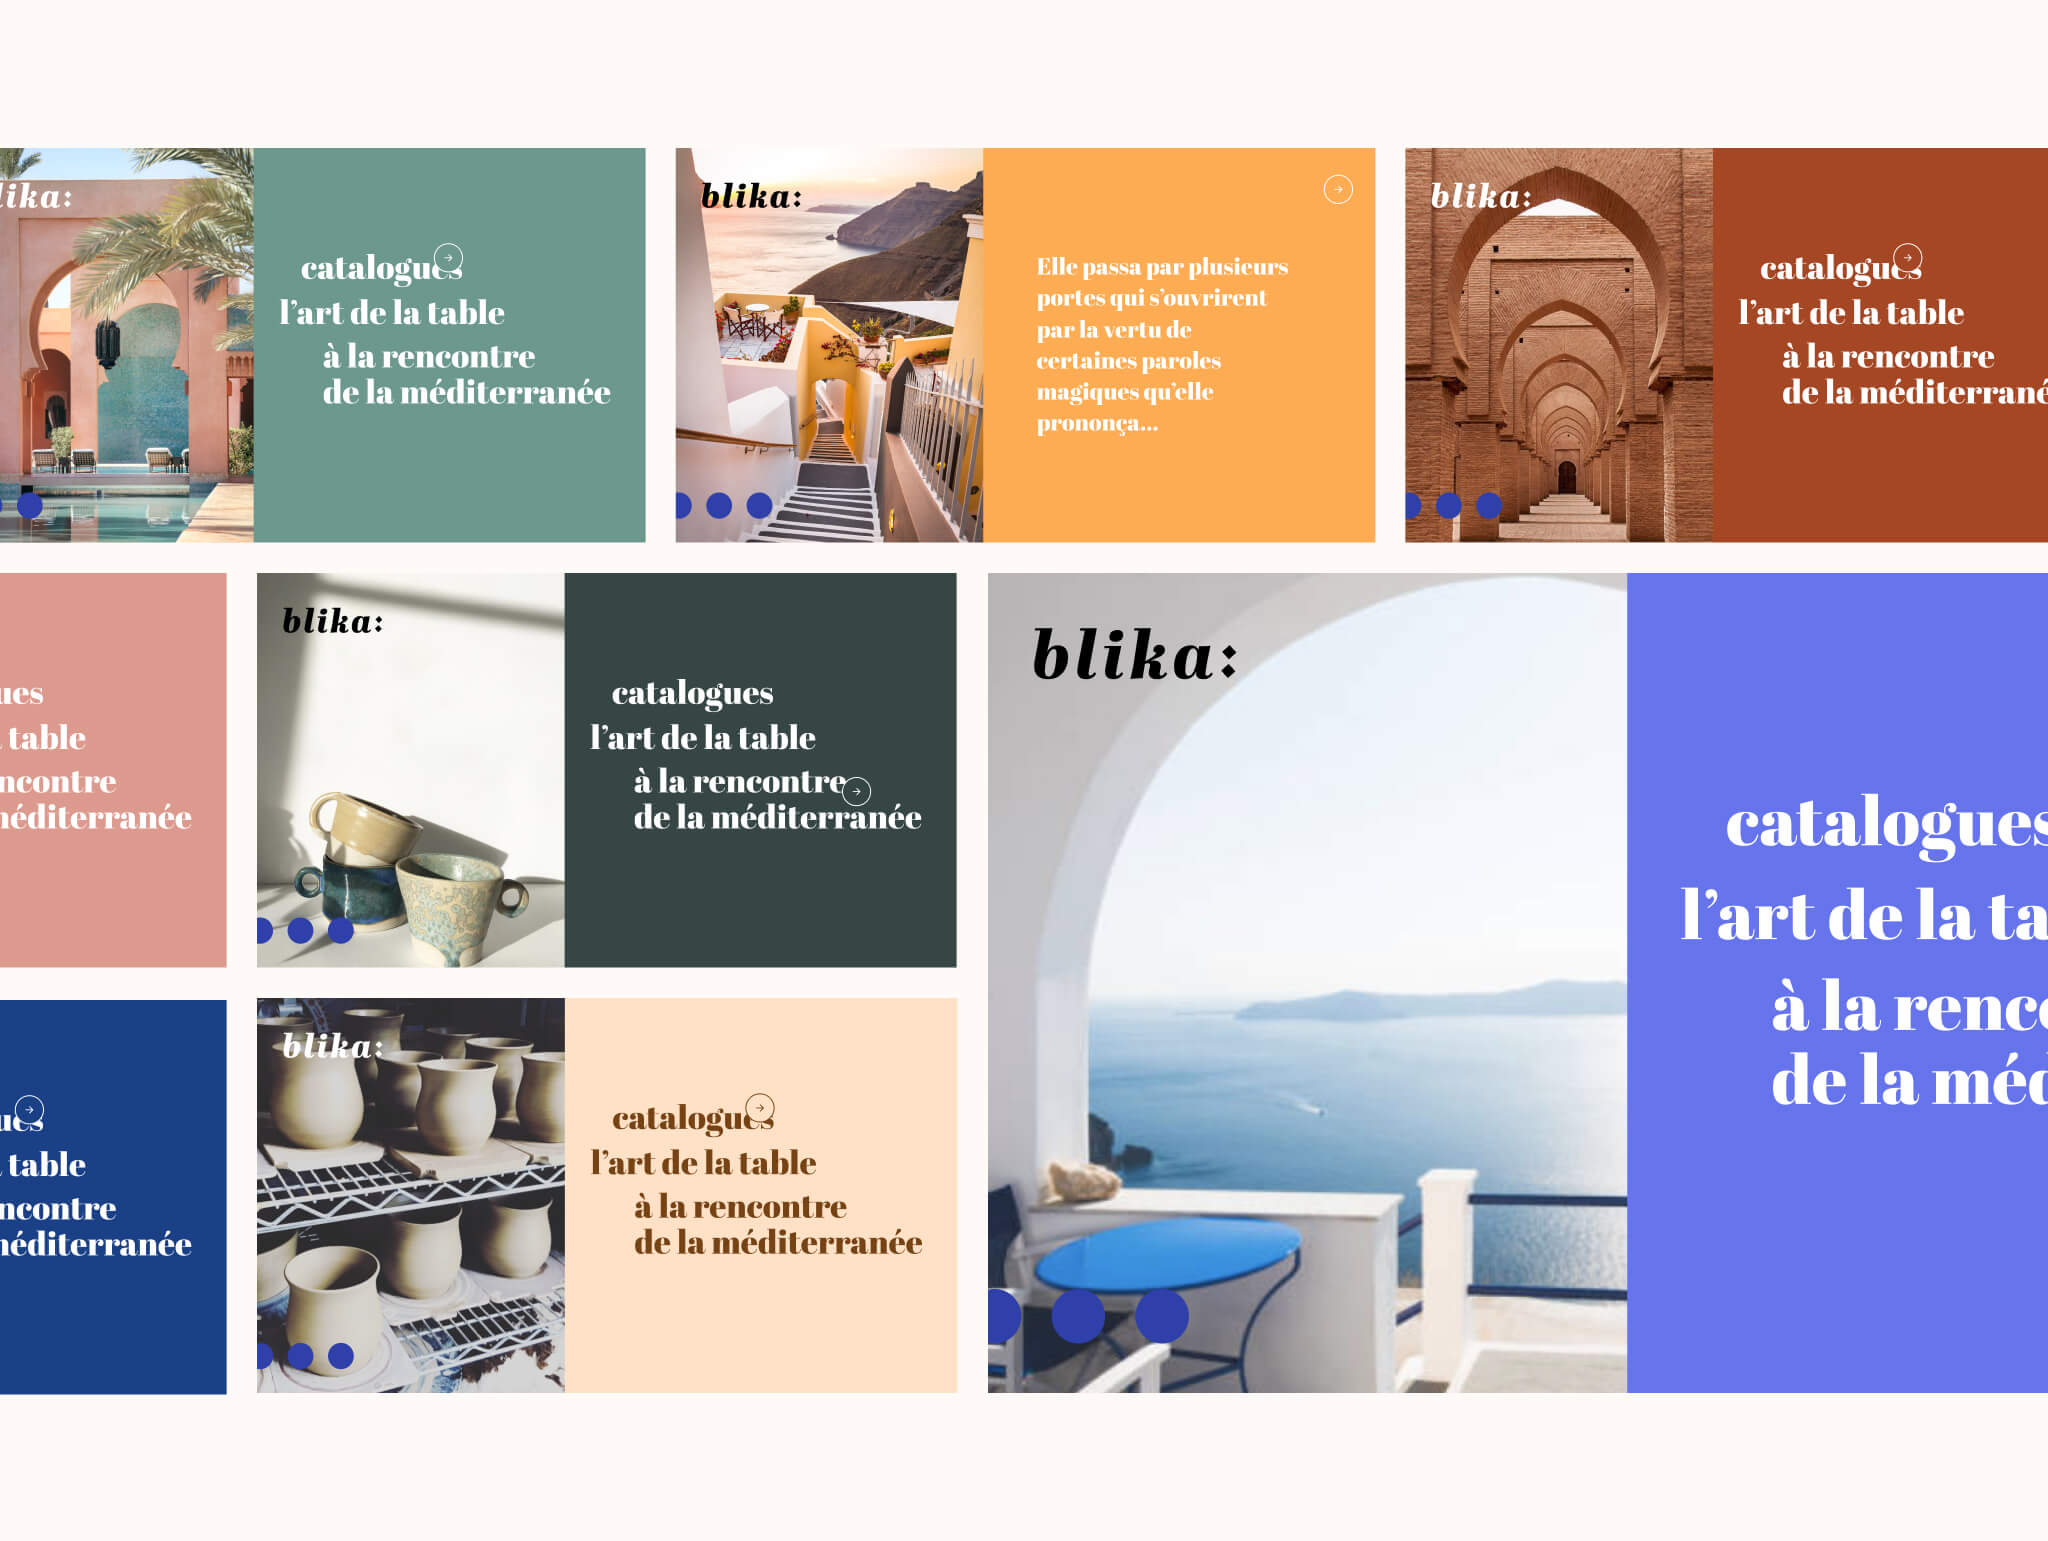 blika:
catalogues
l’art de la table
à la rencontre
de la méditerranée
blika:
Elle passa par plusieurs
portes qui s’ouvrirent
par la vertu de
certaines paroles
magiques qu’elle
prononça...
blika:
catalogues
l’art de la table
à la rencontre
de la méditerrané
ues
table
ncontre
méditerranée
blika:
catalogues
l’art de la table
à la rencontre
de la méditerranée
blika:
catalogues
l’art de la ta
à la renco
de la méd
ues
table
ncontre
méditerranée
blika:
catalogues
l’art de la table
à la rencontre
de la méditerranée